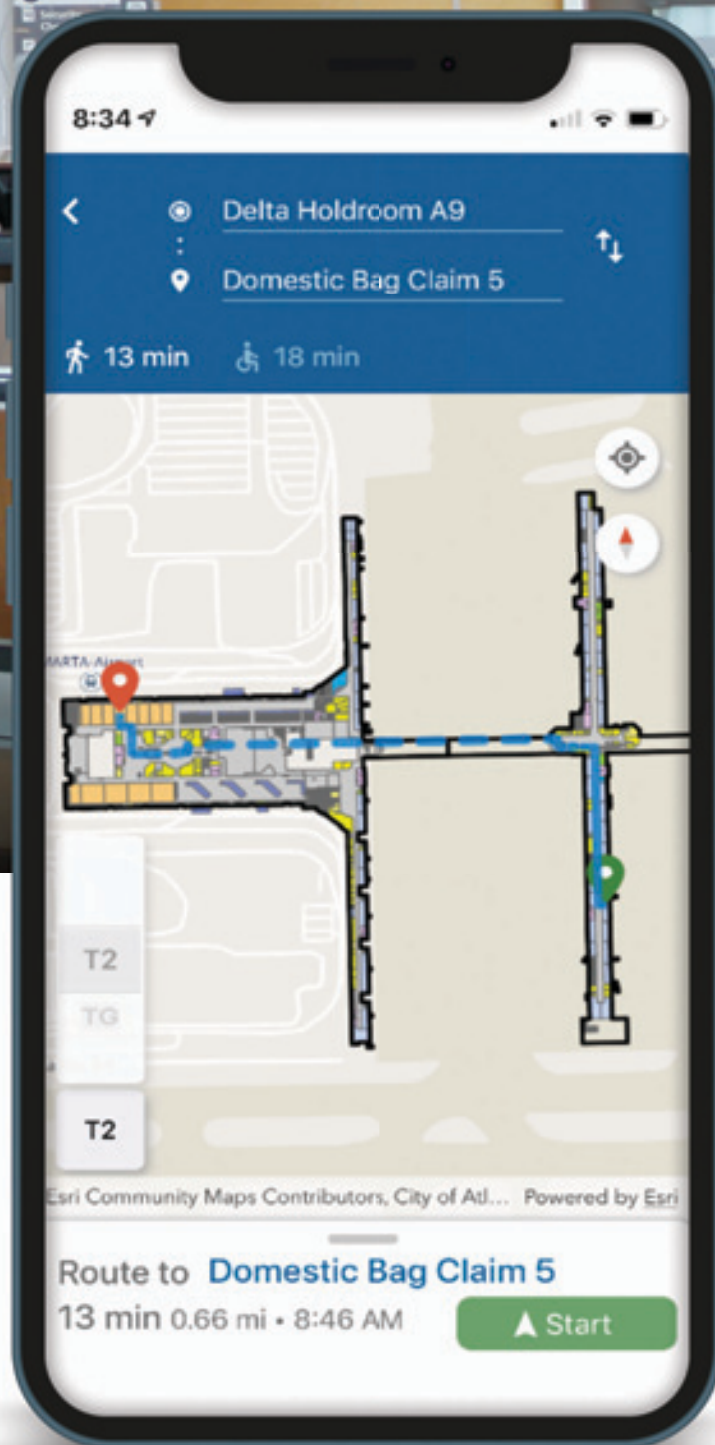 8:34
Delta Holdroom A9
Domestic Bag Claim 5
13 min 18 min
MARTA-Airport
T2
TG
T2
Esri Community Maps Contributors, City of Atl... Powered by Esri
Route to Domestic Bag Claim 5
13 min 0.66 mi • 8:46 AM
Start